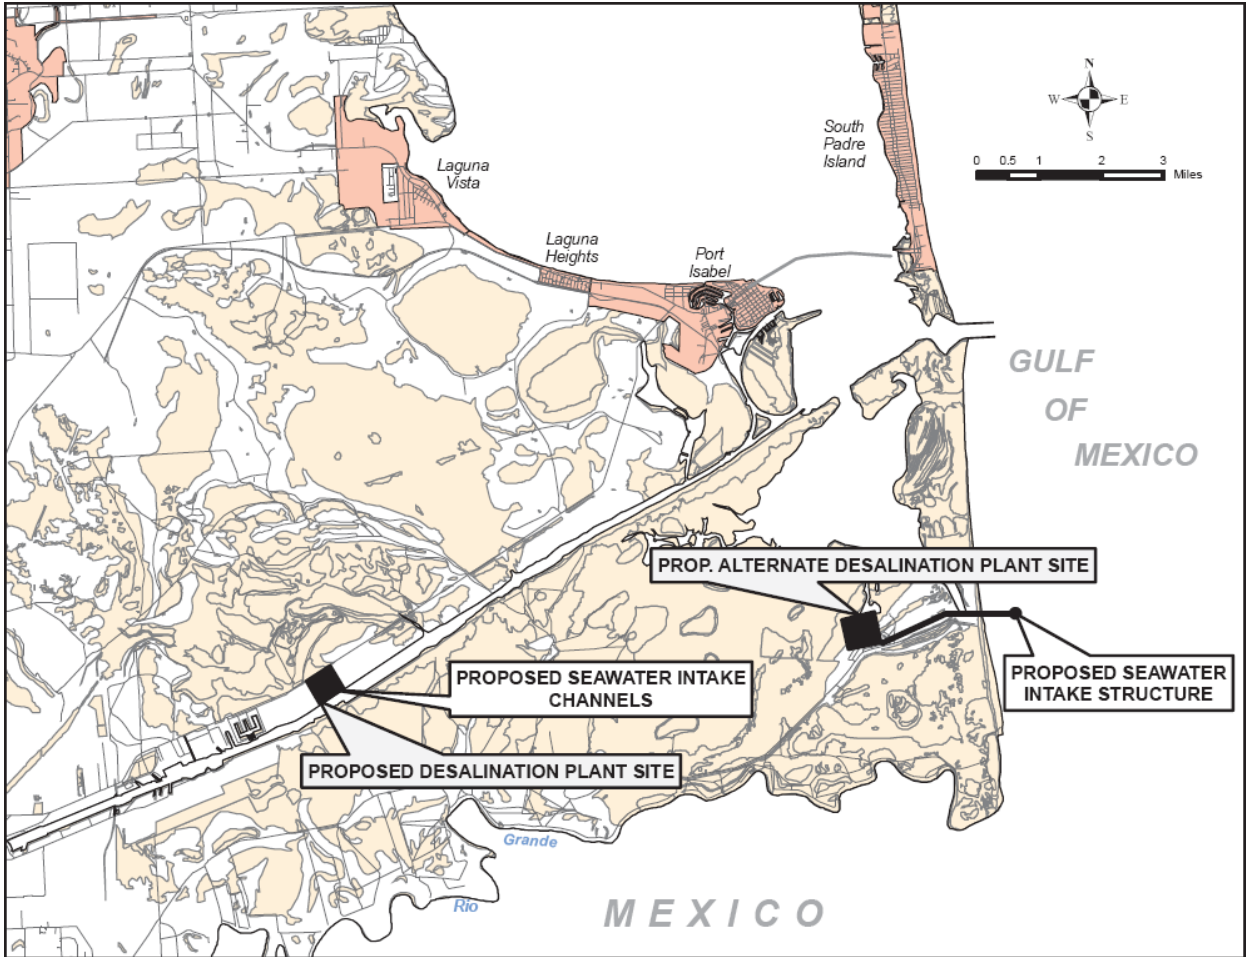 N
W E
S
0 0.5 1 2 3
Miles
South
Padre
Island
Laguna
Vista
Laguna
Heights
Port
Isabel
GULF
OF
MEXICO
PROP. ALTERNATE DESALINATION PLANT SITE
PROPOSED SEAWATER
INTAKE STRUCTURE
PROPOSED SEAWATER INTAKE
CHANNELS
PROPOSED DESALINATION PLANT SITE
Grande
Rio
MEXICO